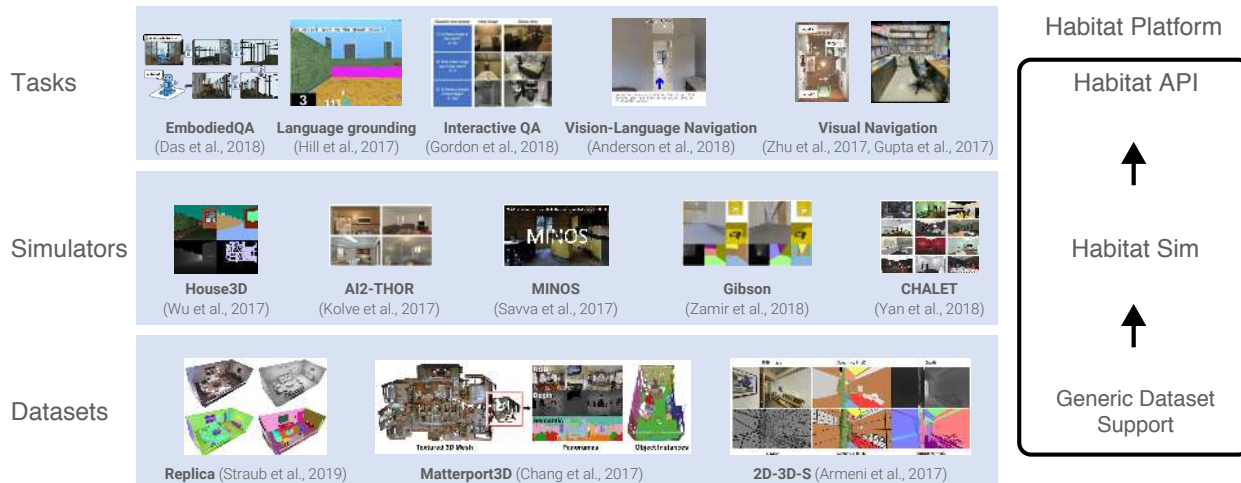 Habitat Platform
Tasks
Habitat API
EmbodiedQA
(Das et al., 2018)
Language grounding
(Hill et al., 2017)
Interactive QA
(Gordon et al., 2018)
Vision-Language Navigation
(Anderson et al., 2018)
Visual Navigation
(Zhu et al., 2017, Gupta et al., 2017)
Simulators
MINOS
Habitat Sim
House3D
(Wu et al., 2017)
AI2-THOR
(Kolve et al., 2017)
MINOS
(Savva et al., 2017)
Gibson
(Zamir et al., 2018)
CHALET
(Yan et al., 2018)
Datasets
Depth
Semantic
Textured 3D Mesh
Panoramas
Object Instances
Generic Dataset
Support
Replica (Straub et al., 2019)
Matterport3D (Chang et al., 2017)
2D-3D-S (Armeni et al., 2017)